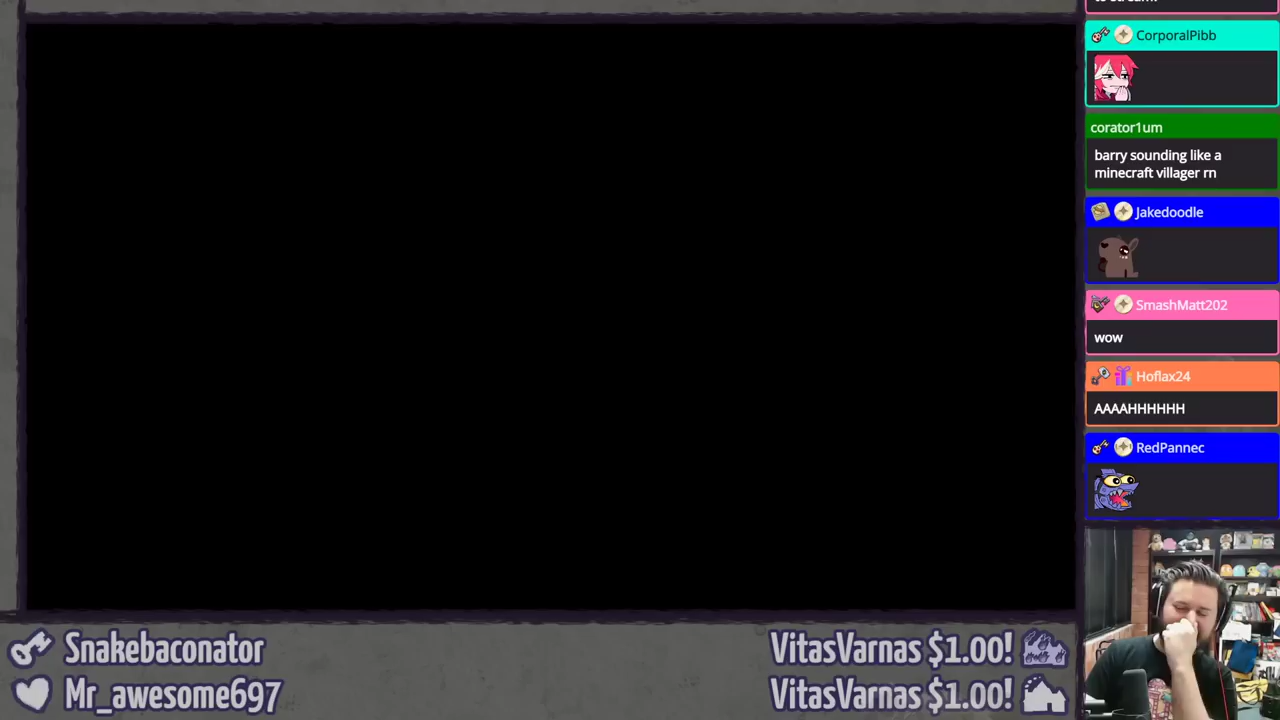 CorporalPibb
corator1um
barry sounding like a
minecraft villager rn
Jakedoodle
SmashMatt202
wow
Hoflax24
AAAAHHHHHH
RedPannec
Snakebaconator
VitasVarnas $1.00!
Mr_awesome697
VitasVarnas $1.00!